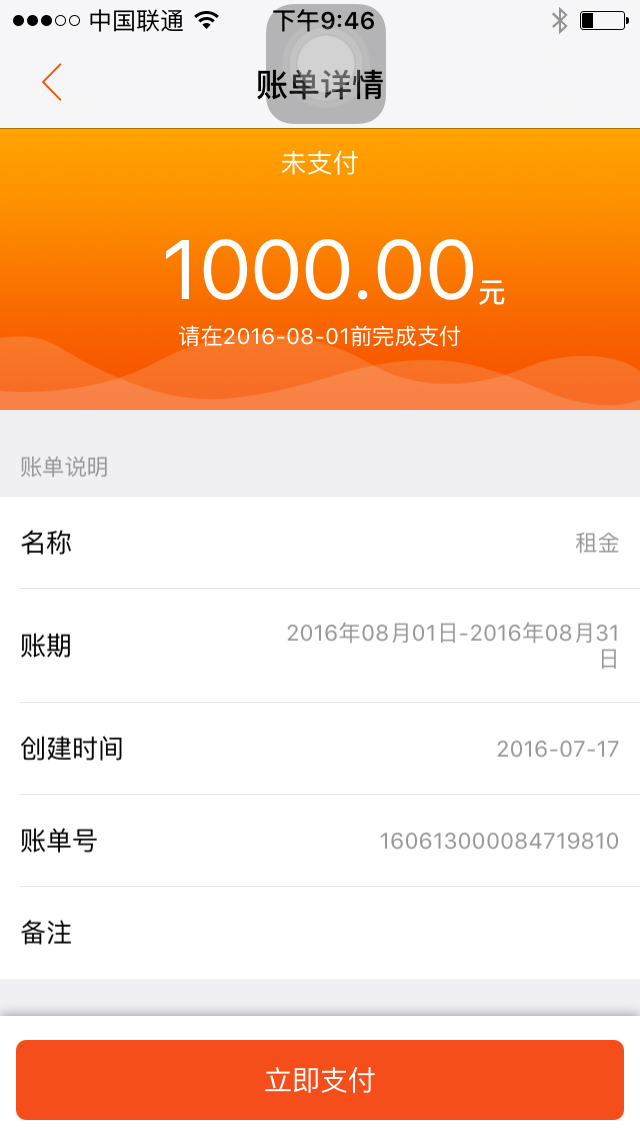 中国联通 下午9:46
账单详情
未支付
1000.00元
请在2016-08-01前完成支付
账单说明
名称 租金
账期 2016年08月01日-2016年08月31
日
创建时间 2016-07-17
账单号 160613000084719810
备注
立即支付